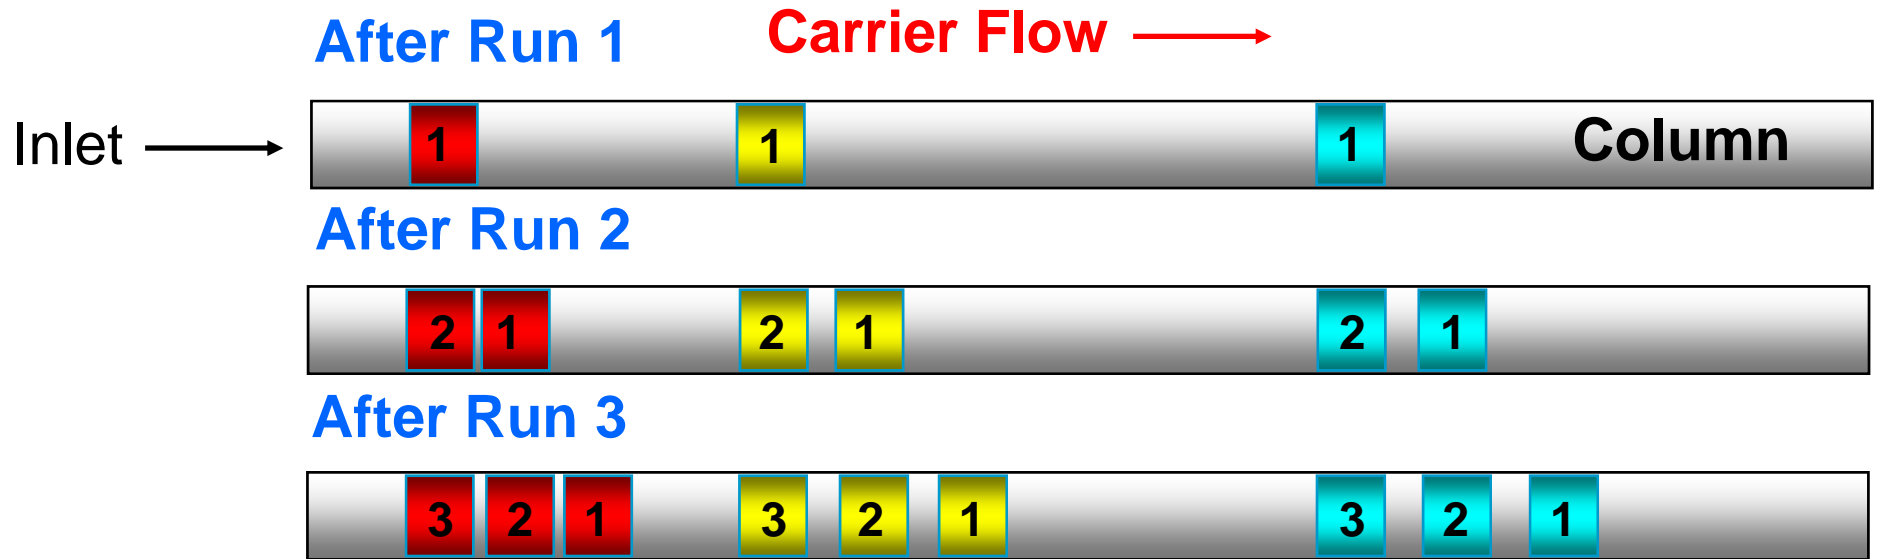 After Run 1
Carrier Flow
Inlet
1 1 1 Column
After Run 2
2 1 2 1 2 1
After Run 3
3 2 1 3 2 1 3 2 1